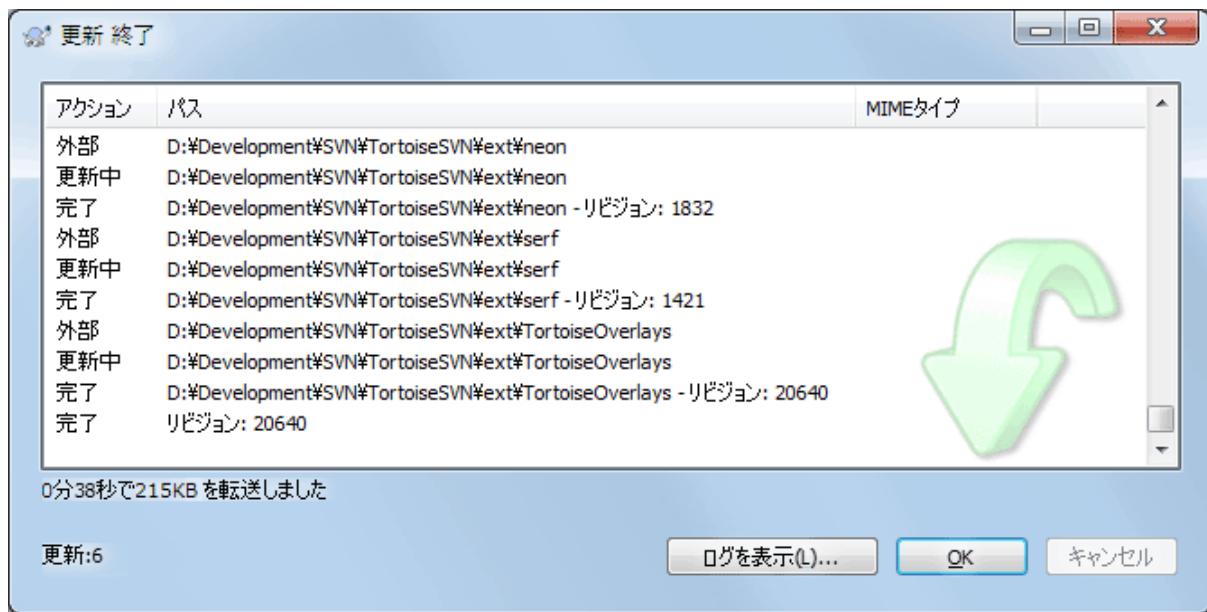 更新 終了
アクション パス MIMEタイプ
外部 D:¥Development¥SVN¥TortoiseSVN¥ext¥neon
更新中 D:¥Development¥SVN¥TortoiseSVN¥ext¥neon
完了 D:¥Development¥SVN¥TortoiseSVN¥ext¥neon - リビジョン: 1832
外部 D:¥Development¥SVN¥TortoiseSVN¥ext¥serf
更新中 D:¥Development¥SVN¥TortoiseSVN¥ext¥serf
完了 D:¥Development¥SVN¥TortoiseSVN¥ext¥serf - リビジョン: 1421
外部 D:¥Development¥SVN¥TortoiseSVN¥ext¥TortoiseOverlays
更新中 D:¥Development¥SVN¥TortoiseSVN¥ext¥TortoiseOverlays
完了 D:¥Development¥SVN¥TortoiseSVN¥ext¥TortoiseOverlays - リビジョン: 20640
完了 リビジョン: 20640
0分38秒で215KB を転送しました
更新:6 ログを表示(L)... OK キャンセル